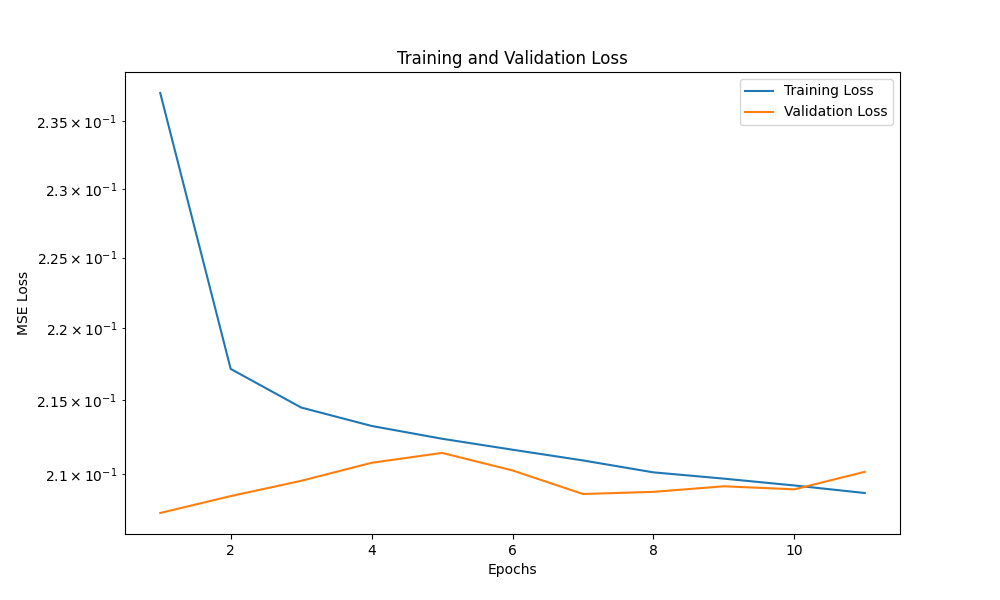 Training and Validation Loss
Training Loss
Validation Loss
2.35 × 10⁻¹
2.3 × 10⁻¹
2.25 × 10⁻¹
2.2 × 10⁻¹
2.15 × 10⁻¹
2.1 × 10⁻¹
MSE Loss
2 4 6 8 10
Epochs